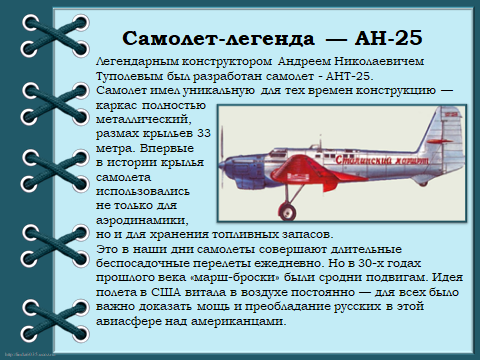 Самолет-легенда — АН-25
Легендарным конструктором Андреем Николаевичем
Туполевым был разработан самолет - АНТ-25.
Самолет имел уникальную для тех времен конструкцию —
каркас полностью
металлический,
размах крыльев 33
метра. Впервые
в истории крылья
самолета
использовались
не только для
аэродинамики,
но и для хранения топливных запасов.
Сталинский маршрут
Это в наши дни самолеты совершают длительные
беспосадочные перелеты ежедневно. Но в 30-х годах
прошлого века «марш-броски» были сродни подвигам. Идея
полета в США витала в воздухе постоянно — для всех было
важно доказать мощь и преобладание русских в этой
авиасфере над американцами.